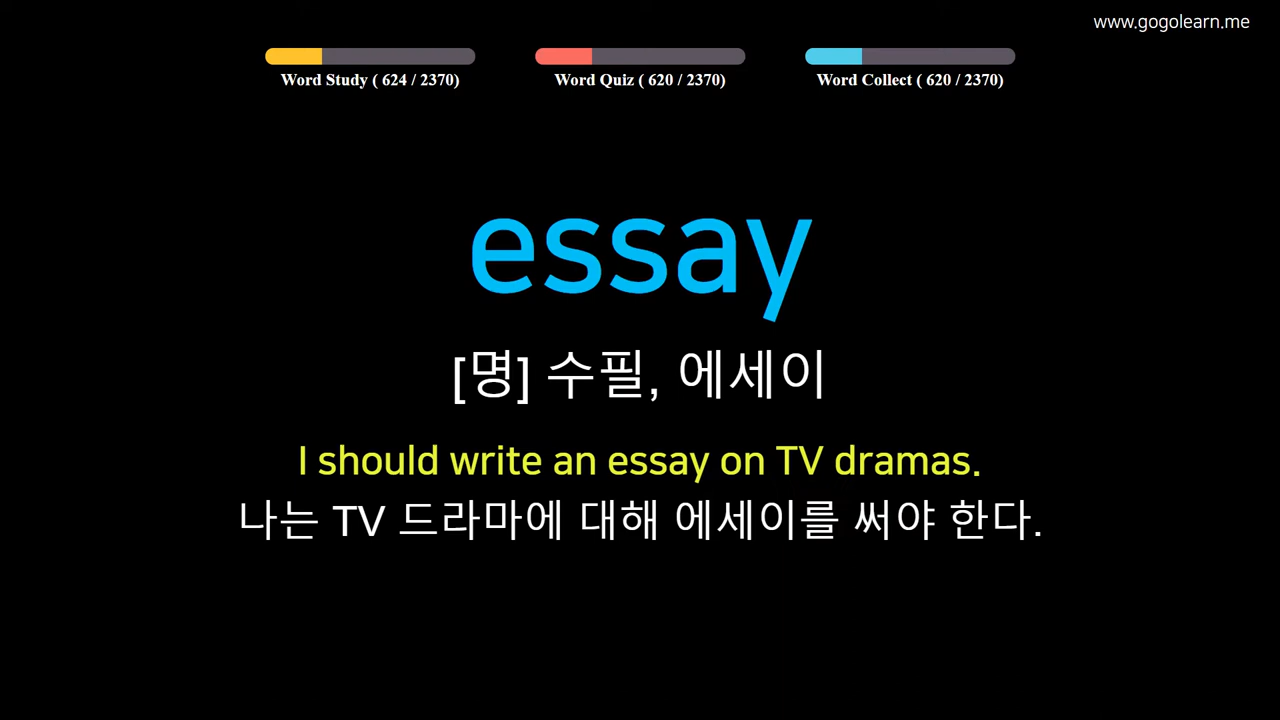 www.gogolearn.me
Word Study ( 624 / 2370)
Word Quiz ( 620 / 2370)
Word Collect ( 620 / 2370)
essay
[명] 수필, 에세이
I should write an essay on TV dramas.
나는 TV 드라마에 대해 에세이를 써야 한다.